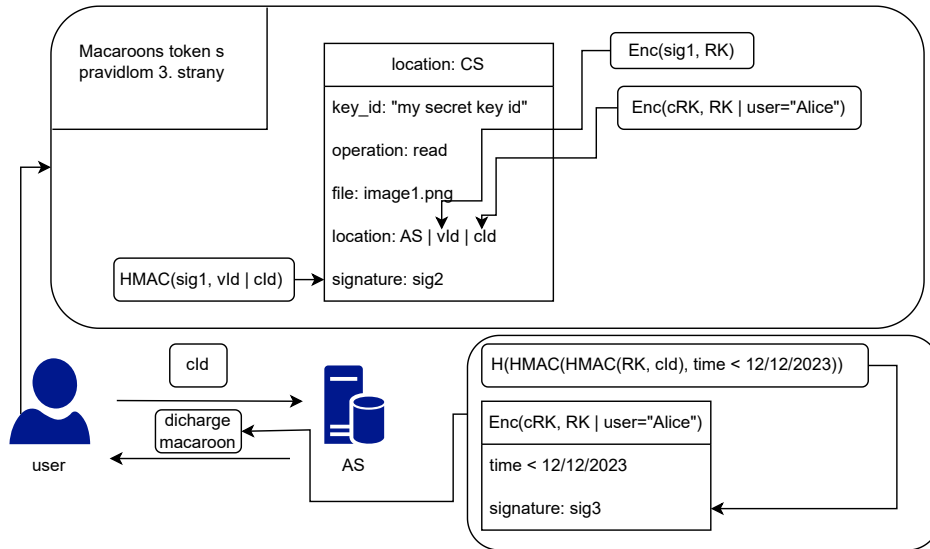 Macaroons token s
pravidlom 3. strany
location: CS
key_id: "my secret key id"
operation: read
file: image1.png
location: AS | vId | cId
signature: sig2
Enc(sig1, RK)
Enc(cRK, RK | user="Alice")
HMAC(sig1, vId | cId)
cId
dicharge
macaroon
user
AS
H(HMAC(HMAC(RK, cId), time < 12/12/2023))
Enc(cRK, RK | user="Alice")
time < 12/12/2023
signature: sig3